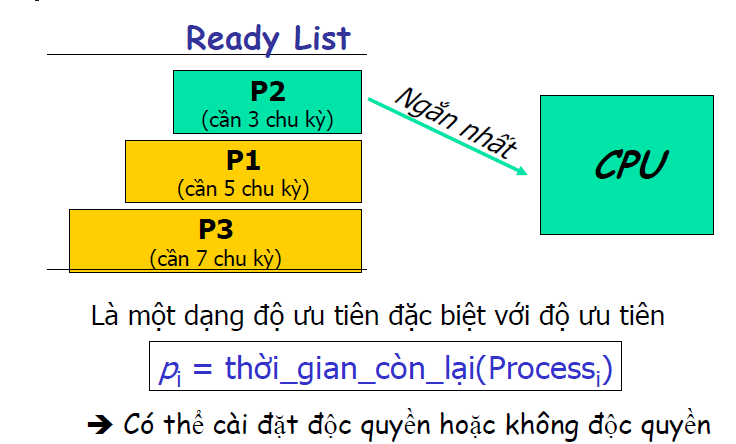 Ready List
P2
(cần 3 chu kỳ)
Ngắn nhất
CPU
P1
(cần 5 chu kỳ)
P3
(cần 7 chu kỳ)
Là một dạng độ ưu tiên đặc biệt với độ ưu tiên
pi = thời_gian_còn_lại(Processi)
➔ Có thể cài đặt độc quyền hoặc không độc quyền